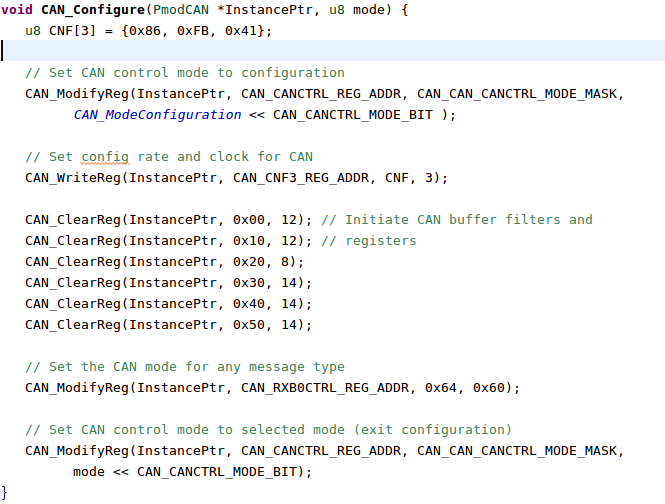 void CAN_Configure(PmodCAN *InstancePtr, u8 mode) {
   u8 CNF[3] = {0x86, 0xFB, 0x41};
   // Set CAN control mode to configuration
   CAN_ModifyReg(InstancePtr, CAN_CANCTRL_REG_ADDR, CAN_CAN_CANCTRL_MODE_MASK,
         CAN_ModeConfiguration << CAN_CANCTRL_MODE_BIT );
   // Set config rate and clock for CAN
   CAN_WriteReg(InstancePtr, CAN_CNF3_REG_ADDR, CNF, 3);
   CAN_ClearReg(InstancePtr, 0x00, 12); // Initiate CAN buffer filters and
   CAN_ClearReg(InstancePtr, 0x10, 12); // registers
   CAN_ClearReg(InstancePtr, 0x20, 8);
   CAN_ClearReg(InstancePtr, 0x30, 14);
   CAN_ClearReg(InstancePtr, 0x40, 14);
   CAN_ClearReg(InstancePtr, 0x50, 14);
   // Set the CAN mode for any message type
   CAN_ModifyReg(InstancePtr, CAN_RXB0CTRL_REG_ADDR, 0x64, 0x60);
   // Set CAN control mode to selected mode (exit configuration)
   CAN_ModifyReg(InstancePtr, CAN_CANCTRL_REG_ADDR, CAN_CAN_CANCTRL_MODE_MASK,
         mode << CAN_CANCTRL_MODE_BIT);
}